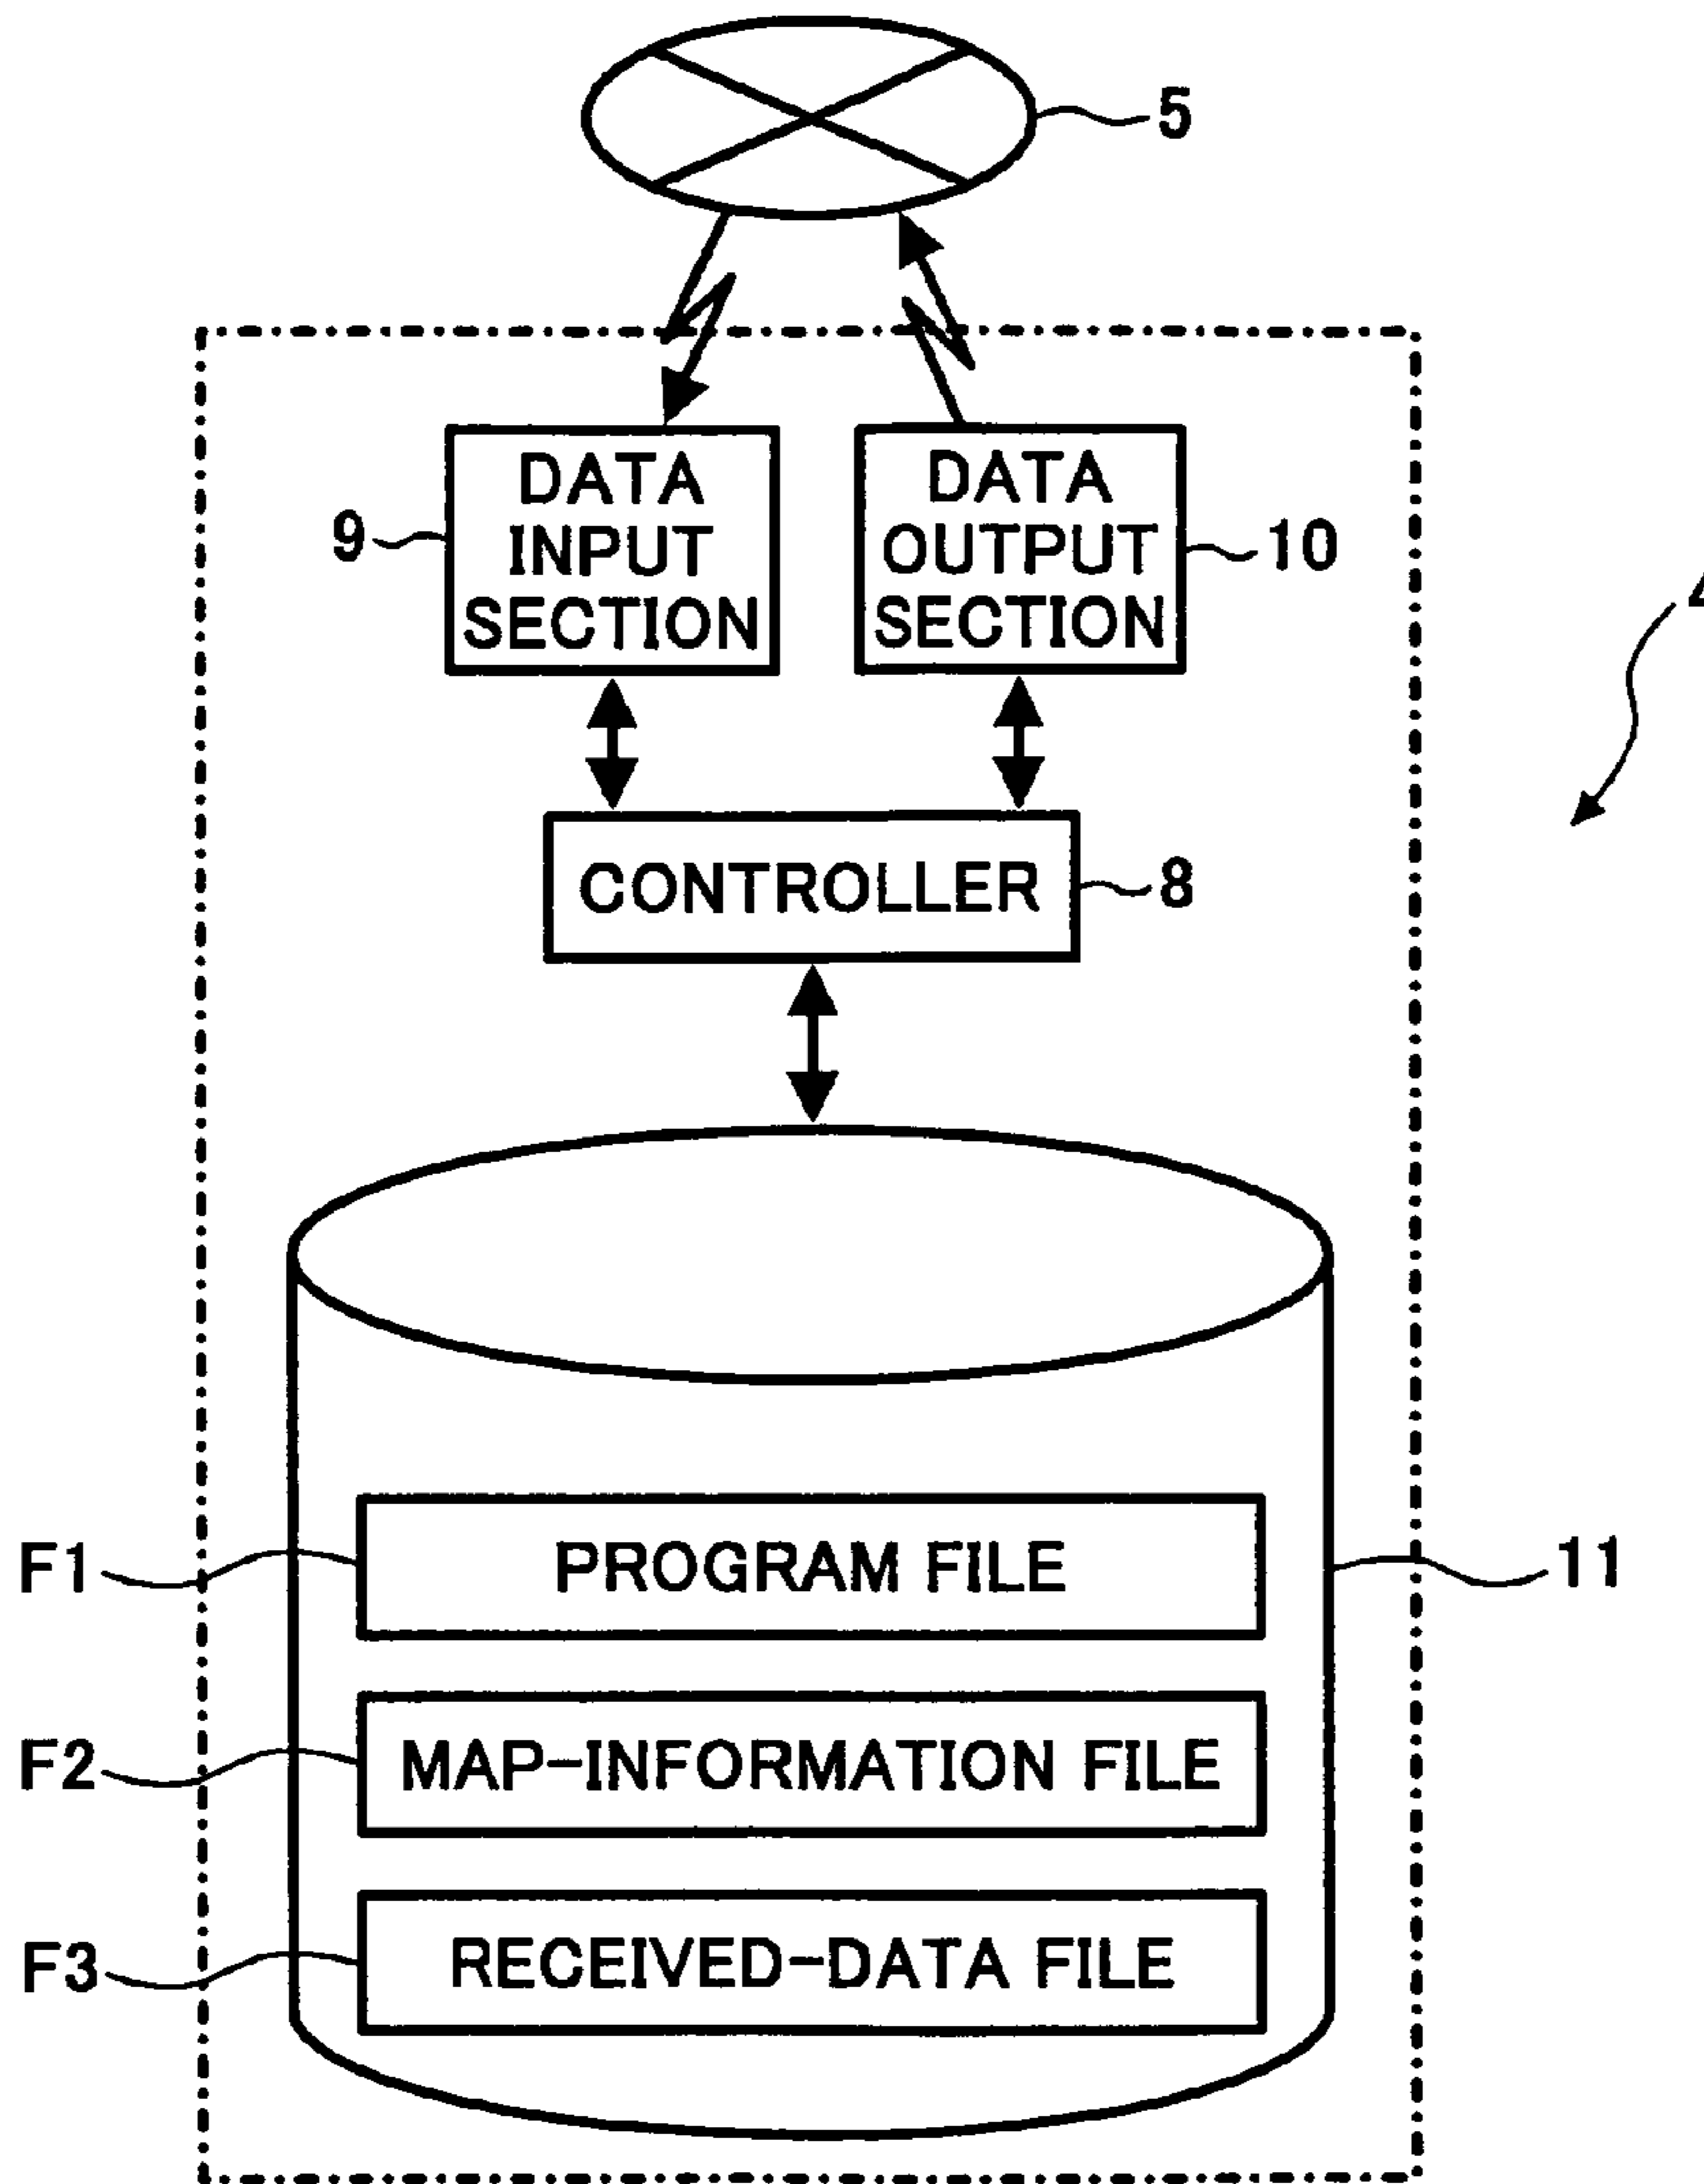 5
DATA
INPUT
SECTION
9
DATA
OUTPUT
SECTION
10
CONTROLLER
8
F1
PROGRAM FILE
11
F2
MAP-INFORMATION FILE
F3
RECEIVED-DATA FILE